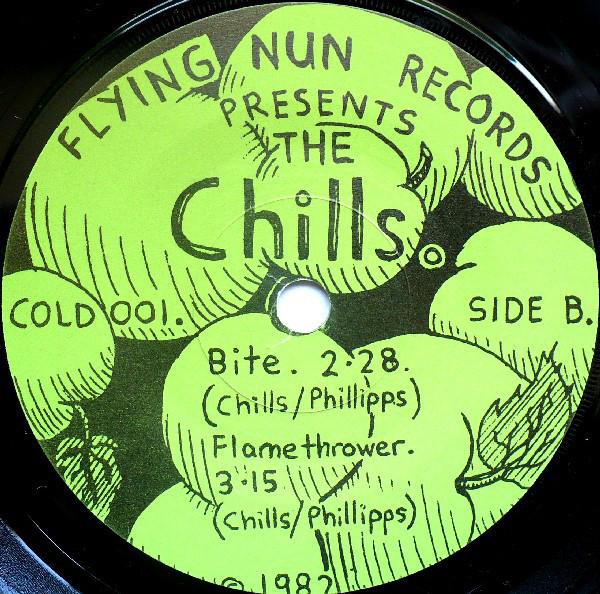 FLYING NUN RECORDS
PRESENTS
THE
Chills.
COLD 001.
SIDE B.
Bite. 2·28.
(Chills/Phillipps)
Flamethrower.
3·15
(Chills/Phillipps)
© 1982